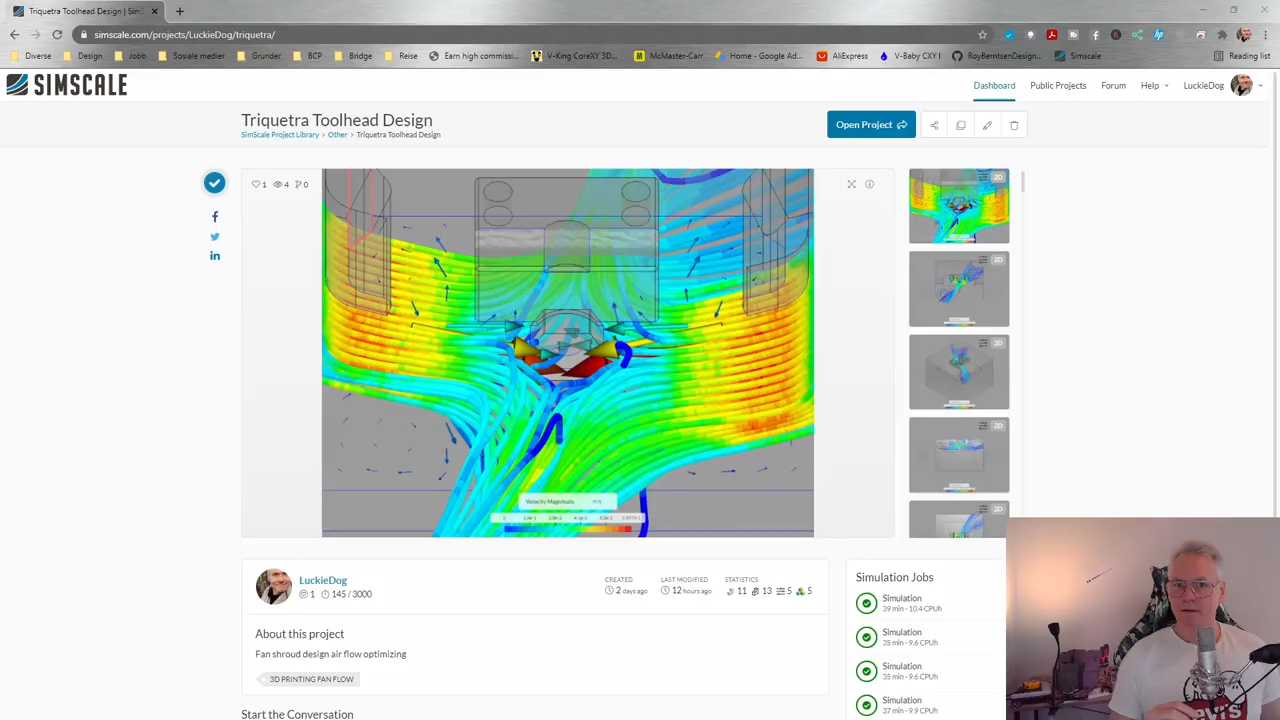 Triquetra Toolhead Design | Sim
simscale.com/projects/LuckieDog/triquetra/
Diverse
Design
Jobb
Sosiale medier
Grunder
BCP
Bridge
Reise
Earn high commissi...
V-King CoreXY 3D...
McMaster-Carr
Home - Google Ad...
AliExpress
V-Baby CXY I
RoyBerntsenDesign...
Simscale
Reading list
SIMSCALE
Dashboard
Public Projects
Forum
Help
LuckieDog
Triquetra Toolhead Design
SimScale Project Library > Other > Triquetra Toolhead Design
Open Project
1 4 0
2D
2D
2D
2D
2D
Velocity Magnitude
LuckieDog
1 145 / 3000
CREATED
2 days ago
LAST MODIFIED
12 hours ago
STATISTICS
11 13 5 5
About this project
Fan shroud design air flow optimizing
3D PRINTING FAN FLOW
Start the Conversation
Simulation Jobs
Simulation
39 min - 10.4 CPUh
Simulation
35 min - 9.6 CPUh
Simulation
35 min - 9.6 CPUh
Simulation
37 min - 9.9 CPUh